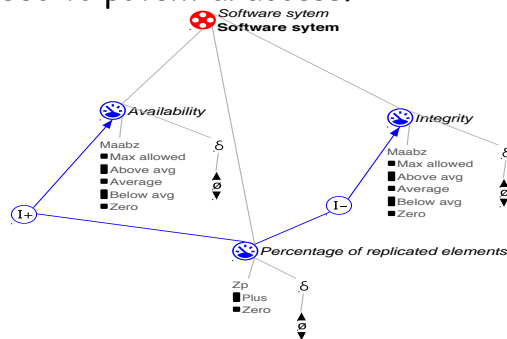 Software sytem
Software sytem
Availability
Integrity
Maabz
Max allowed
Above avg
Average
Below avg
Zero
δ
ø
Maabz
Max allowed
Above avg
Average
Below avg
Zero
δ
ø
I+
I−
Percentage of replicated elements
Zp
Plus
Zero
δ
ø